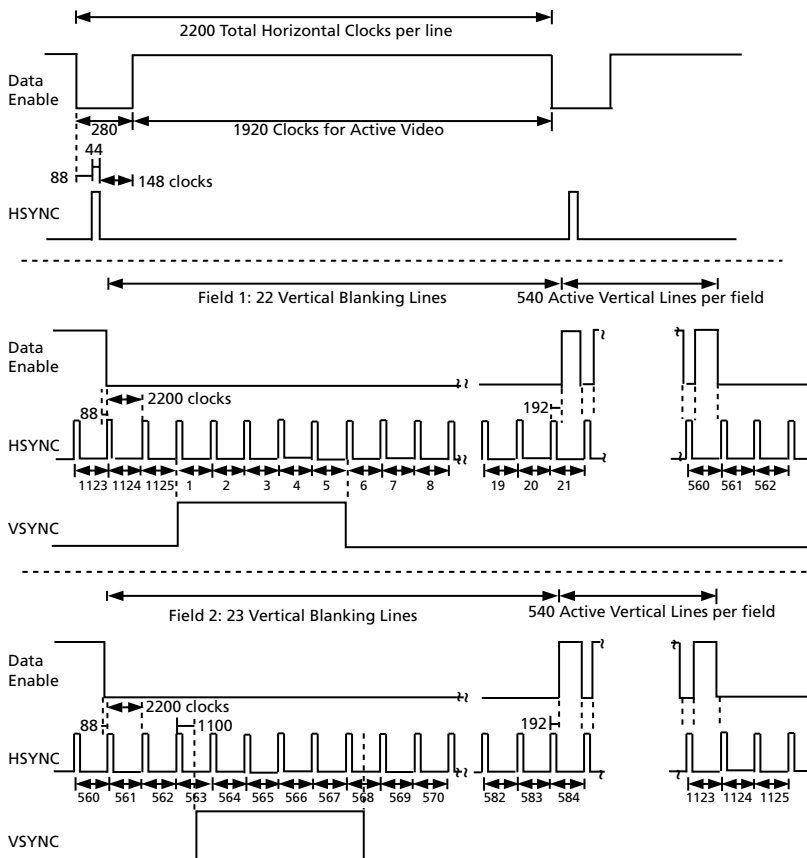 2200 Total Horizontal Clocks per line
Data
Enable
280
1920 Clocks for Active Video
44
88
148 clocks
HSYNC
Field 1: 22 Vertical Blanking Lines
540 Active Vertical Lines per field
Data
Enable
2200 clocks
88
192
HSYNC
1123 1124 1125 1 2 3 4 5 6 7 8 19 20 21 560 561 562
VSYNC
Field 2: 23 Vertical Blanking Lines
540 Active Vertical Lines per field
Data
Enable
2200 clocks
88
1100
192
HSYNC
560 561 562 563 564 565 566 567 568 569 570 582 583 584 1123 1124 1125
VSYNC